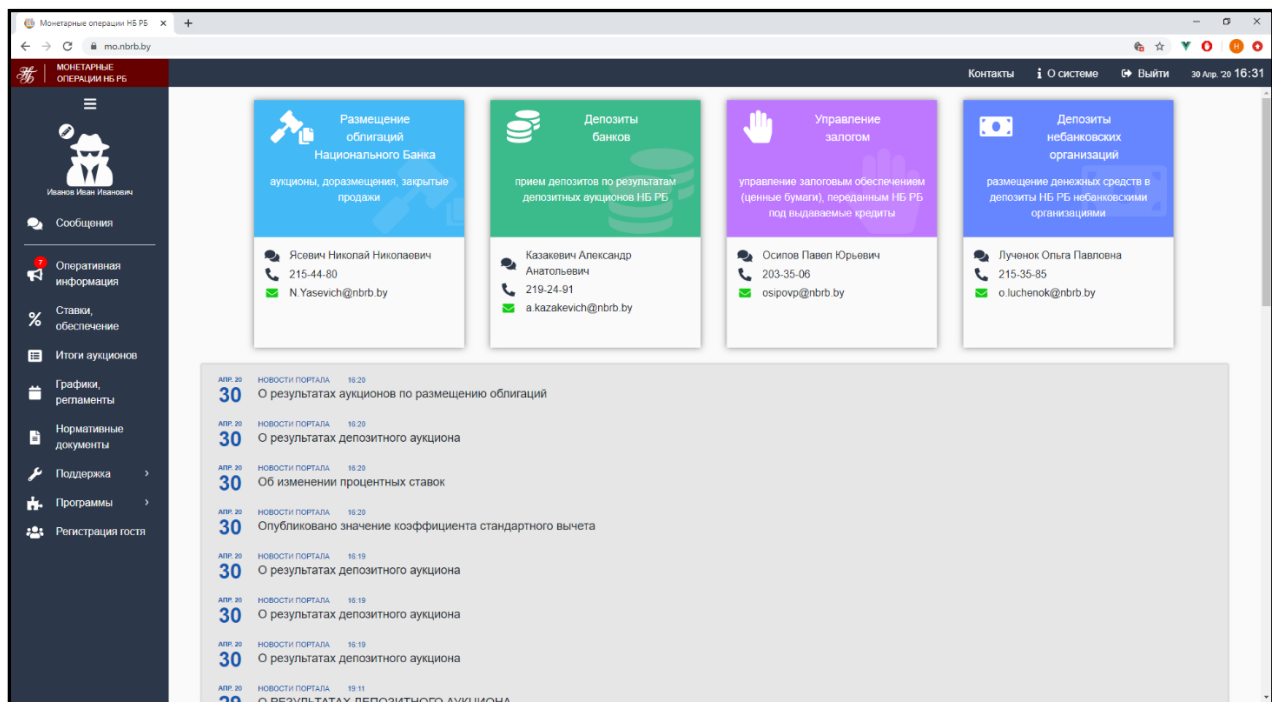 Монетарные операции НБ РБ
mo.nbrb.by
МОНЕТАРНЫЕ
ОПЕРАЦИИ НБ РБ
Контакты
О системе
Выйти
30 Апр. '20 16:31
Иванов Иван Иванович
Сообщения
7
Оперативная
информация
Ставки,
обеспечение
Итоги аукционов
Графики,
регламенты
Нормативные
документы
Поддержка
Программы
Регистрация гостя
Размещение
облигаций
Национального Банка
аукционы, доразмещения, закрытые
продажи
Ясевич Николай Николаевич
215-44-80
N.Yasevich@nbrb.by
Депозиты
банков
прием депозитов по результатам
депозитных аукционов НБ РБ
Казакевич Александр
Анатольевич
219-24-91
a.kazakevich@nbrb.by
Управление
залогом
управление залоговым обеспечением
(ценные бумаги), переданным НБ РБ
под выдаваемые кредиты
Осипов Павел Юрьевич
203-35-06
osipovp@nbrb.by
Депозиты
небанковских
организаций
размещение денежных средств в
депозиты НБ РБ небанковскими
организациями
Лученок Ольга Павловна
215-35-85
o.luchenok@nbrb.by
АПР. 20 НОВОСТИ ПОРТАЛА 16:20
30 О результатах аукционов по размещению облигаций
АПР. 20 НОВОСТИ ПОРТАЛА 16:20
30 О результатах депозитного аукциона
АПР. 20 НОВОСТИ ПОРТАЛА 16:20
30 Об изменении процентных ставок
АПР. 20 НОВОСТИ ПОРТАЛА 16:20
30 Опубликовано значение коэффициента стандартного вычета
АПР. 20 НОВОСТИ ПОРТАЛА 16:19
30 О результатах депозитного аукциона
АПР. 20 НОВОСТИ ПОРТАЛА 16:19
30 О результатах депозитного аукциона
АПР. 20 НОВОСТИ ПОРТАЛА 16:19
30 О результатах депозитного аукциона
АПР. 20 НОВОСТИ ПОРТАЛА 19:11
29 О РЕЗУЛЬТАТАХ ДЕПОЗИТНОГО АУКЦИОНА